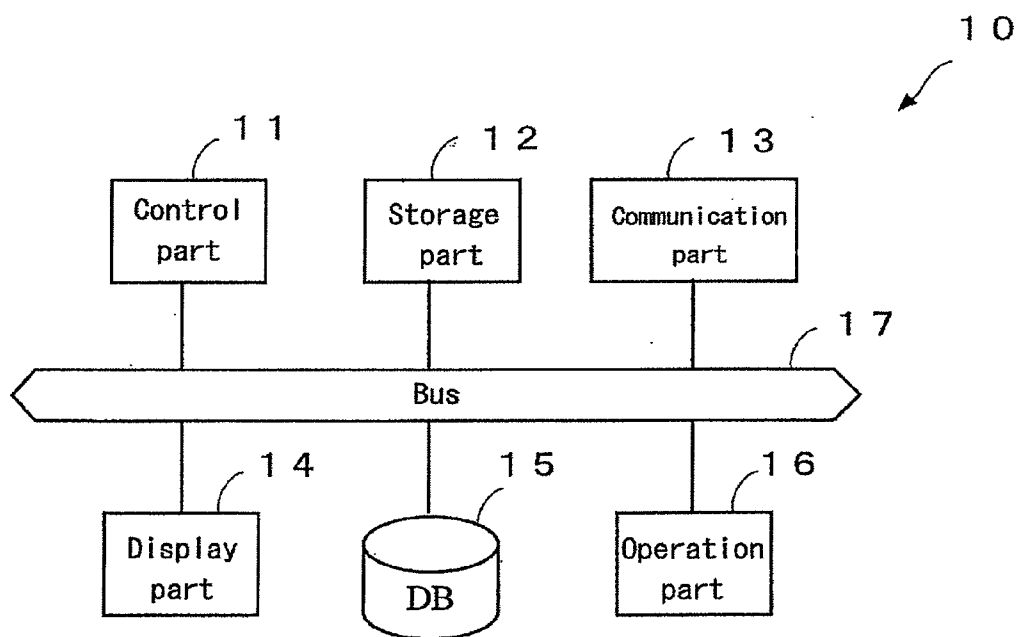 10
11
12
13
Control
part
Storage
part
Communication
part
17
Bus
14
15
16
Display
part
DB
Operation
part